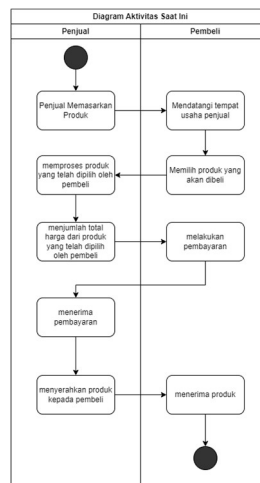 Diagram Aktivitas Saat Ini
Penjual
Pembeli
Penjual Memasarkan
Produk
Mendatangi tempat
usaha penjual
memproses produk
yang telah dipilih oleh
pembeli
Memilih produk yang
akan dibeli
menjumlah total
harga dari produk
yang telah dipilih
oleh pembeli
melakukan
pembayaran
menerima
pembayaran
menyerahkan produk
kepada pembeli
menerima produk